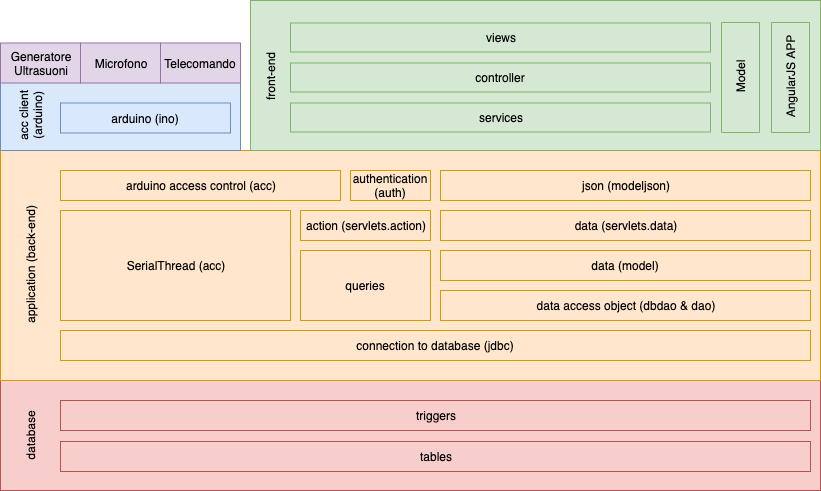 Generatore
Ultrasuoni
Microfono
Telecomando
acc client
(arduino)
arduino (ino)
front-end
views
controller
services
Model
AngularJS APP
application (back-end)
arduino access control (acc)
authentication
(auth)
json (modeljson)
SerialThread (acc)
action (servlets.action)
data (servlets.data)
queries
data (model)
data access object (dbdao & dao)
connection to database (jdbc)
database
triggers
tables